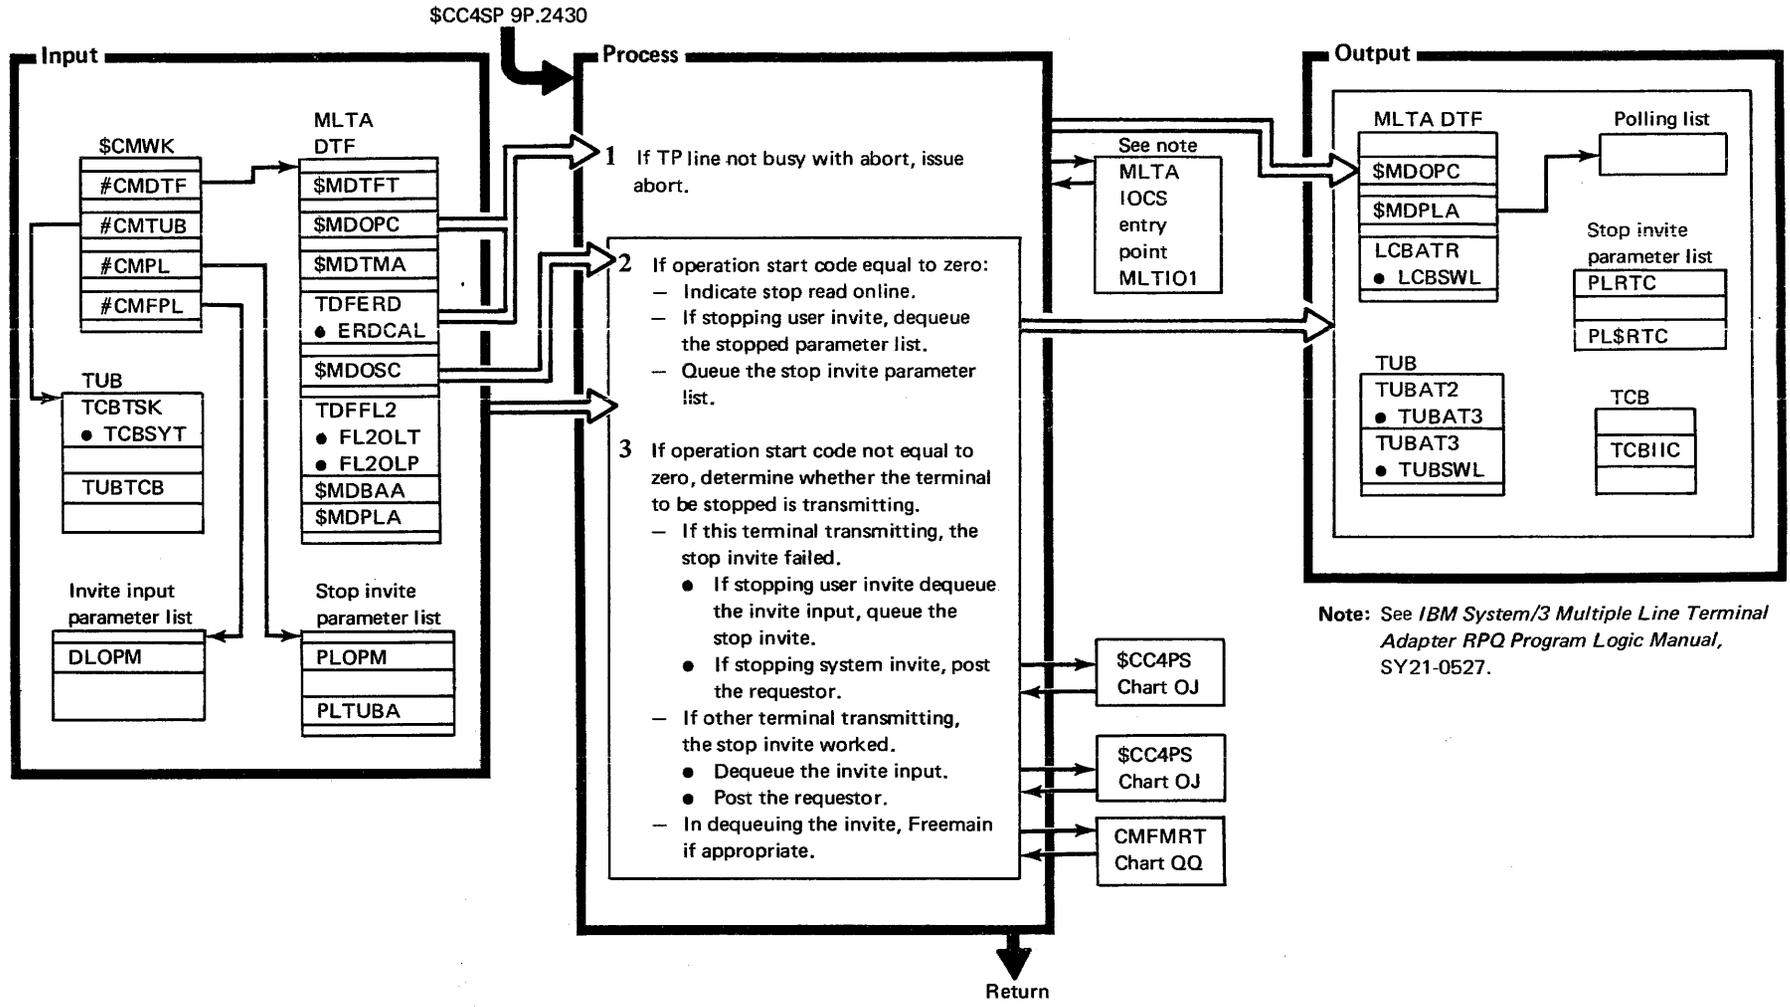 $CC4SP 9P.2430
Input
$CMWK
#CMDTF
#CMTUB
#CMPL
#CMFPL
MLTA
DTF
$MDTFT
$MDOPC
$MDTMA
TDFERD
● ERDCAL
$MDOSC
TDFFL2
● FL2OLT
● FL2OLP
$MDBAA
$MDPLA
TUB
TCBTSK
● TCBSYT
TUBTCB
Invite input
parameter list
DLOPM
Stop invite
parameter list
PLOPM
PLTUBA
Process
1 If TP line not busy with abort, issue
abort.
2 If operation start code equal to zero:
— Indicate stop read online.
— If stopping user invite, dequeue
the stopped parameter list.
— Queue the stop invite parameter
list.
3 If operation start code not equal to
zero, determine whether the terminal
to be stopped is transmitting.
— If this terminal transmitting, the
stop invite failed.
● If stopping user invite dequeue
the invite input, queue the
stop invite.
● If stopping system invite, post
the requestor.
— If other terminal transmitting,
the stop invite worked.
● Dequeue the invite input.
● Post the requestor.
— In dequeuing the invite, Freemain
if appropriate.
Return
See note
MLTA
IOCS
entry
point
MLTIO1
$CC4PS
Chart OJ
$CC4PS
Chart OJ
CMFMRT
Chart QQ
Output
MLTA DTF
$MDOPC
$MDPLA
LCBATR
● LCBSWL
Polling list
Stop invite
parameter list
PLRTC
PL$RTC
TUB
TUBAT2
● TUBAT3
TUBAT3
● TUBSWL
TCB
TCBIIC
Note: See IBM System/3 Multiple Line Terminal
Adapter RPQ Program Logic Manual,
SY21-0527.